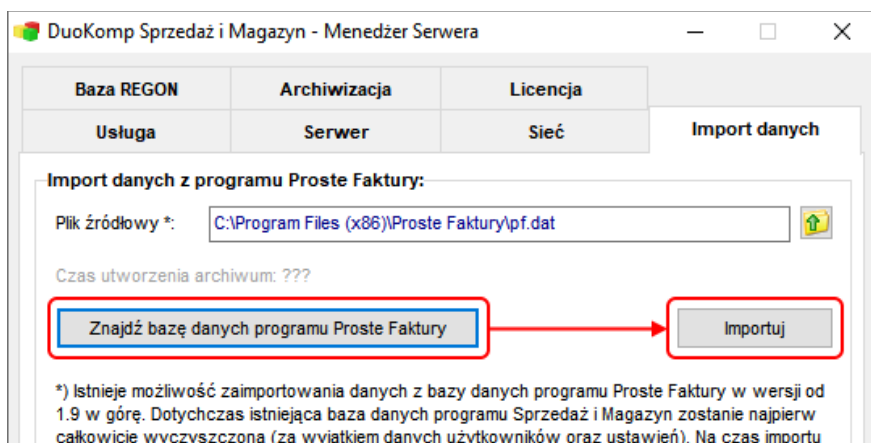 DuoKomp Sprzedaż i Magazyn - Menedżer Serwera
Baza REGON Archiwizacja Licencja
Usługa Serwer Sieć Import danych
Import danych z programu Proste Faktury:
Plik źródłowy *: C:\Program Files (x86)\Proste Faktury\pf.dat
Czas utworzenia archiwum: ???
Znajdź bazę danych programu Proste Faktury Importuj
*) Istnieje możliwość zaimportowania danych z bazy danych programu Proste Faktury w wersji od
1.9 w górę. Dotychczas istniejąca baza danych programu Sprzedaż i Magazyn zostanie najpierw
całkowicie wyczyszczona (za wyjątkiem danych użytkowników oraz ustawień). Na czas importu